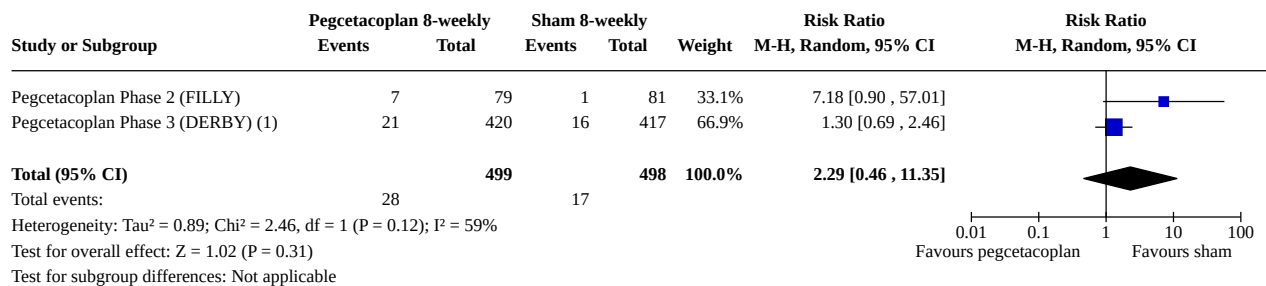 Pegcetacoplan 8-weekly Sham 8-weekly Risk Ratio Risk Ratio
Study or Subgroup Events Total Events Total Weight M-H, Random, 95% CI M-H, Random, 95% CI
Pegcetacoplan Phase 2 (FILLY) 7 79 1 81 33.1% 7.18 [0.90 , 57.01]
Pegcetacoplan Phase 3 (DERBY) (1) 21 420 16 417 66.9% 1.30 [0.69 , 2.46]
Total (95% CI) 499 498 100.0% 2.29 [0.46 , 11.35]
Total events: 28 17
Heterogeneity: Tau² = 0.89; Chi² = 2.46, df = 1 (P = 0.12); I² = 59%
0.01 0.1 1 10 100
Test for overall effect: Z = 1.02 (P = 0.31) Favours pegcetacoplan Favours sham
Test for subgroup differences: Not applicable